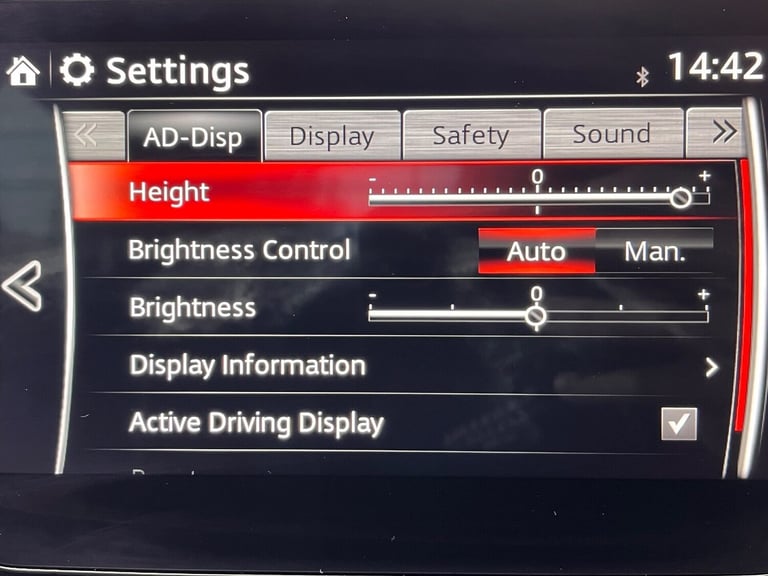 Settings 14:42
AD-Disp Display Safety Sound
Height - 0 +
Brightness Control Auto Man.
Brightness - 0 +
Display Information
Active Driving Display